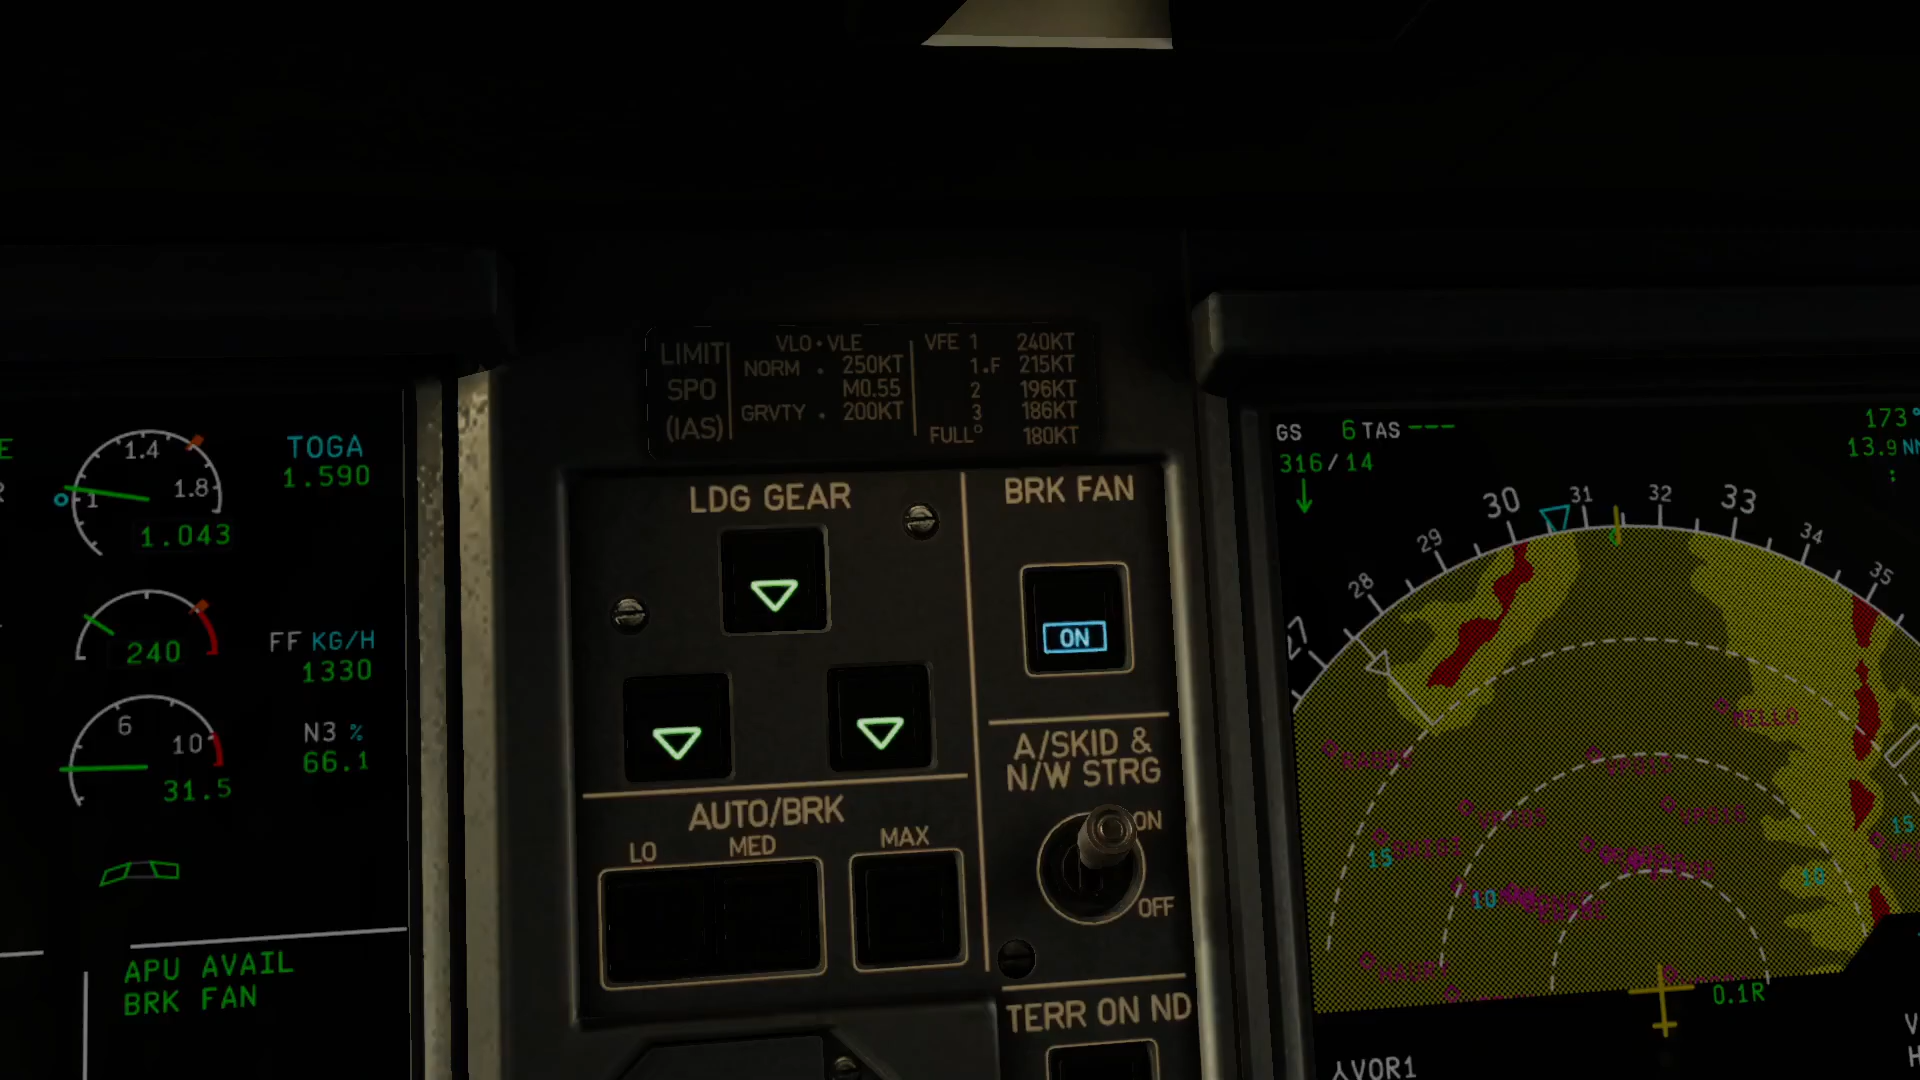 LIMIT
SPO
(IAS)
VLO • VLE
NORM . 250KT
M0.55
GRVTY . 200KT
VFE 1 240KT
1.F 215KT
2 196KT
3 186KT
FULL° 180KT
1.4
1
1.8
1.043
TOGA
1.590
240
FF KG/H
1330
6
10
31.5
N3 %
66.1
APU AVAIL
BRK FAN
LDG GEAR
BRK FAN
ON
A/SKID &
N/W STRG
ON
OFF
AUTO/BRK
LO MED MAX
TERR ON ND
GS 6 TAS ---
316/14
173°
13.9 NM
27 28 29 30 31 32 33 34 35
MELLO
15
10
15
10
0.1R
VOR1